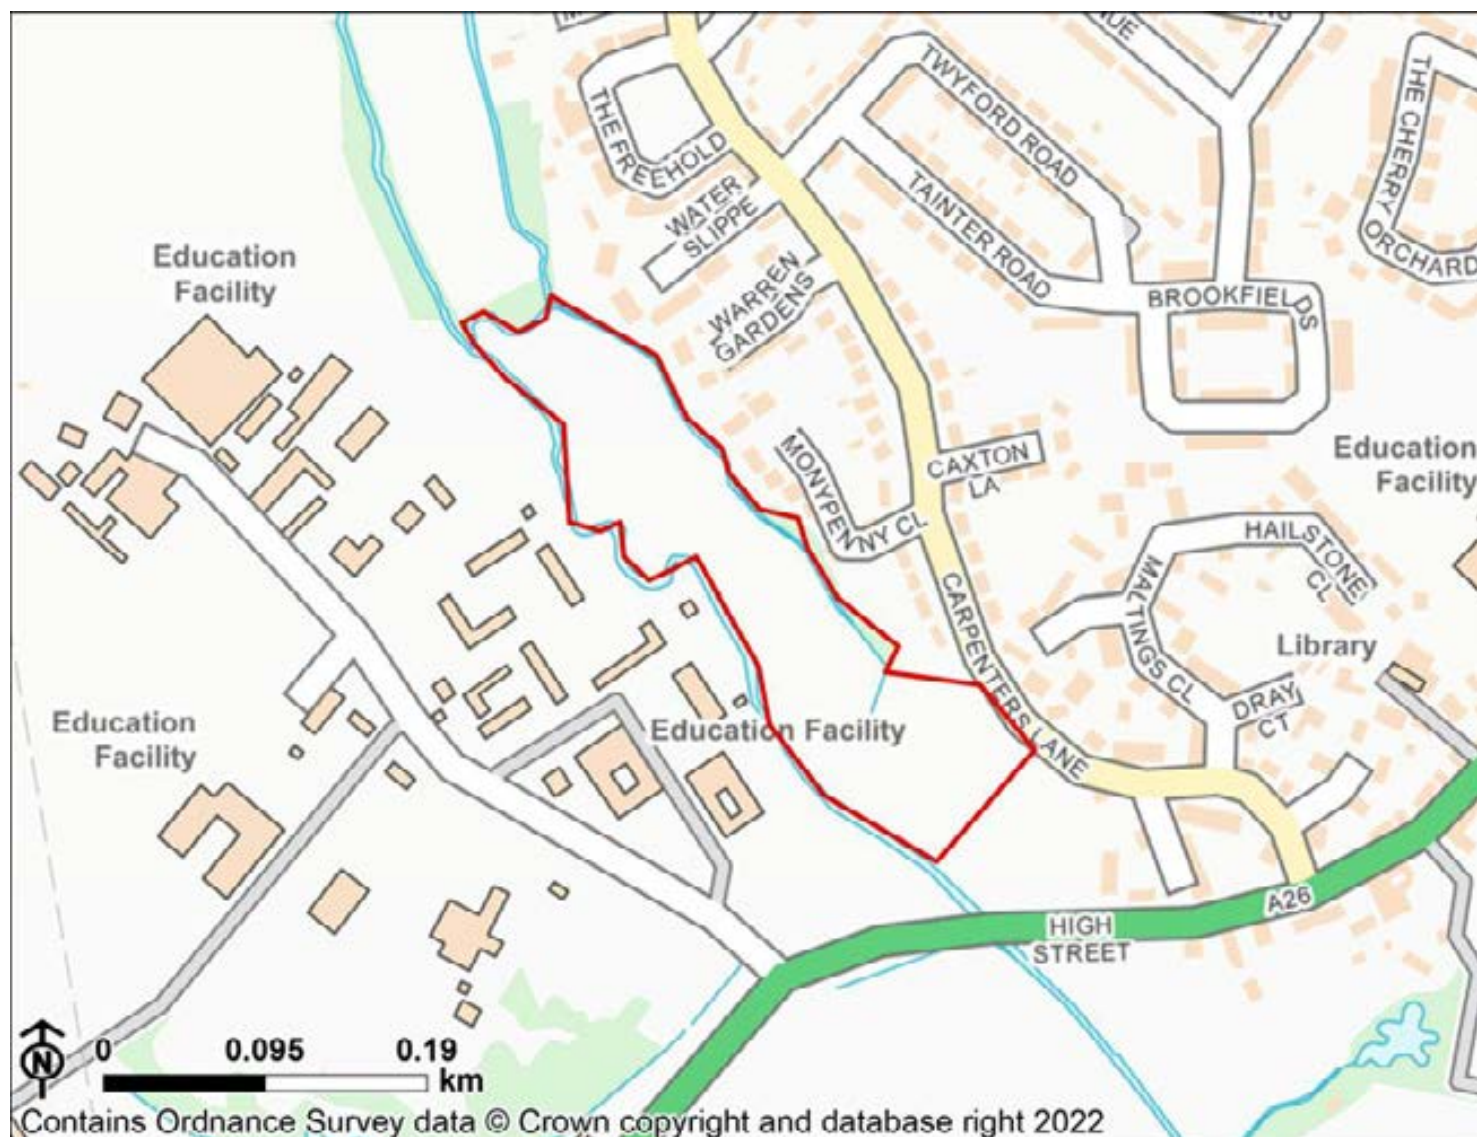 THE FREEHOLD
TWYFORD ROAD
THE CHERRY
ORCHARD
WATER
SLIPPE
TAINTER ROAD
Education
Facility
WARREN
GARDENS
BROOKFIELDS
MONYPENNY CL
CAXTON
LA
Education
Facility
HAILSTONE
CL
MALTINGS CL
CARPENTERS LANE
Library
DRAY
CT
Education
Facility
Education Facility
A26
HIGH
STREET
N
0 0.095 0.19
km
Contains Ordnance Survey data © Crown copyright and database right 2022